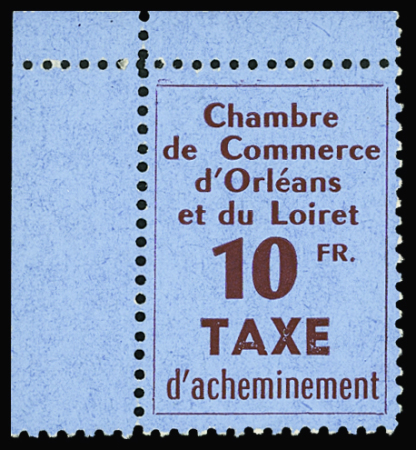 Chambre
de Commerce
d'Orléans
et du Loiret
10 FR.
TAXE
d'acheminement